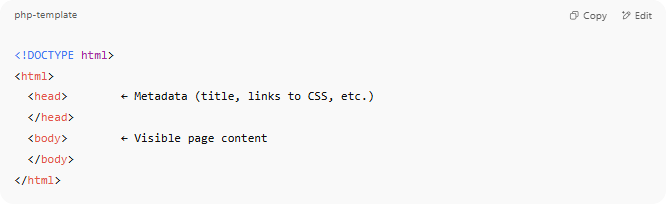 php-template
Copy
Edit
<!DOCTYPE html>
<html>
  <head>        ← Metadata (title, links to CSS, etc.)
  </head>
  <body>        ← Visible page content
  </body>
</html>